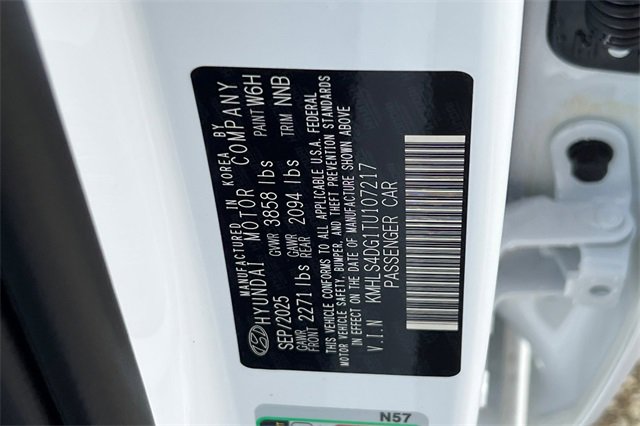 MANUFACTURED IN KOREA BY
HYUNDAI MOTOR COMPANY
SEP/2025 GVWR 3858 lbs PAINT W6H
GAWR FRONT 2271 lbs GAWR REAR 2094 lbs TRIM NNB
THIS VEHICLE CONFORMS TO ALL APPLICABLE U.S.A. FEDERAL
MOTOR VEHICLE SAFETY, BUMPER, AND THEFT PREVENTION STANDARDS
IN EFFECT ON THE DATE OF MANUFACTURE SHOWN ABOVE
V.I.N KMHLS4DG1TU107217
PASSENGER CAR
N57